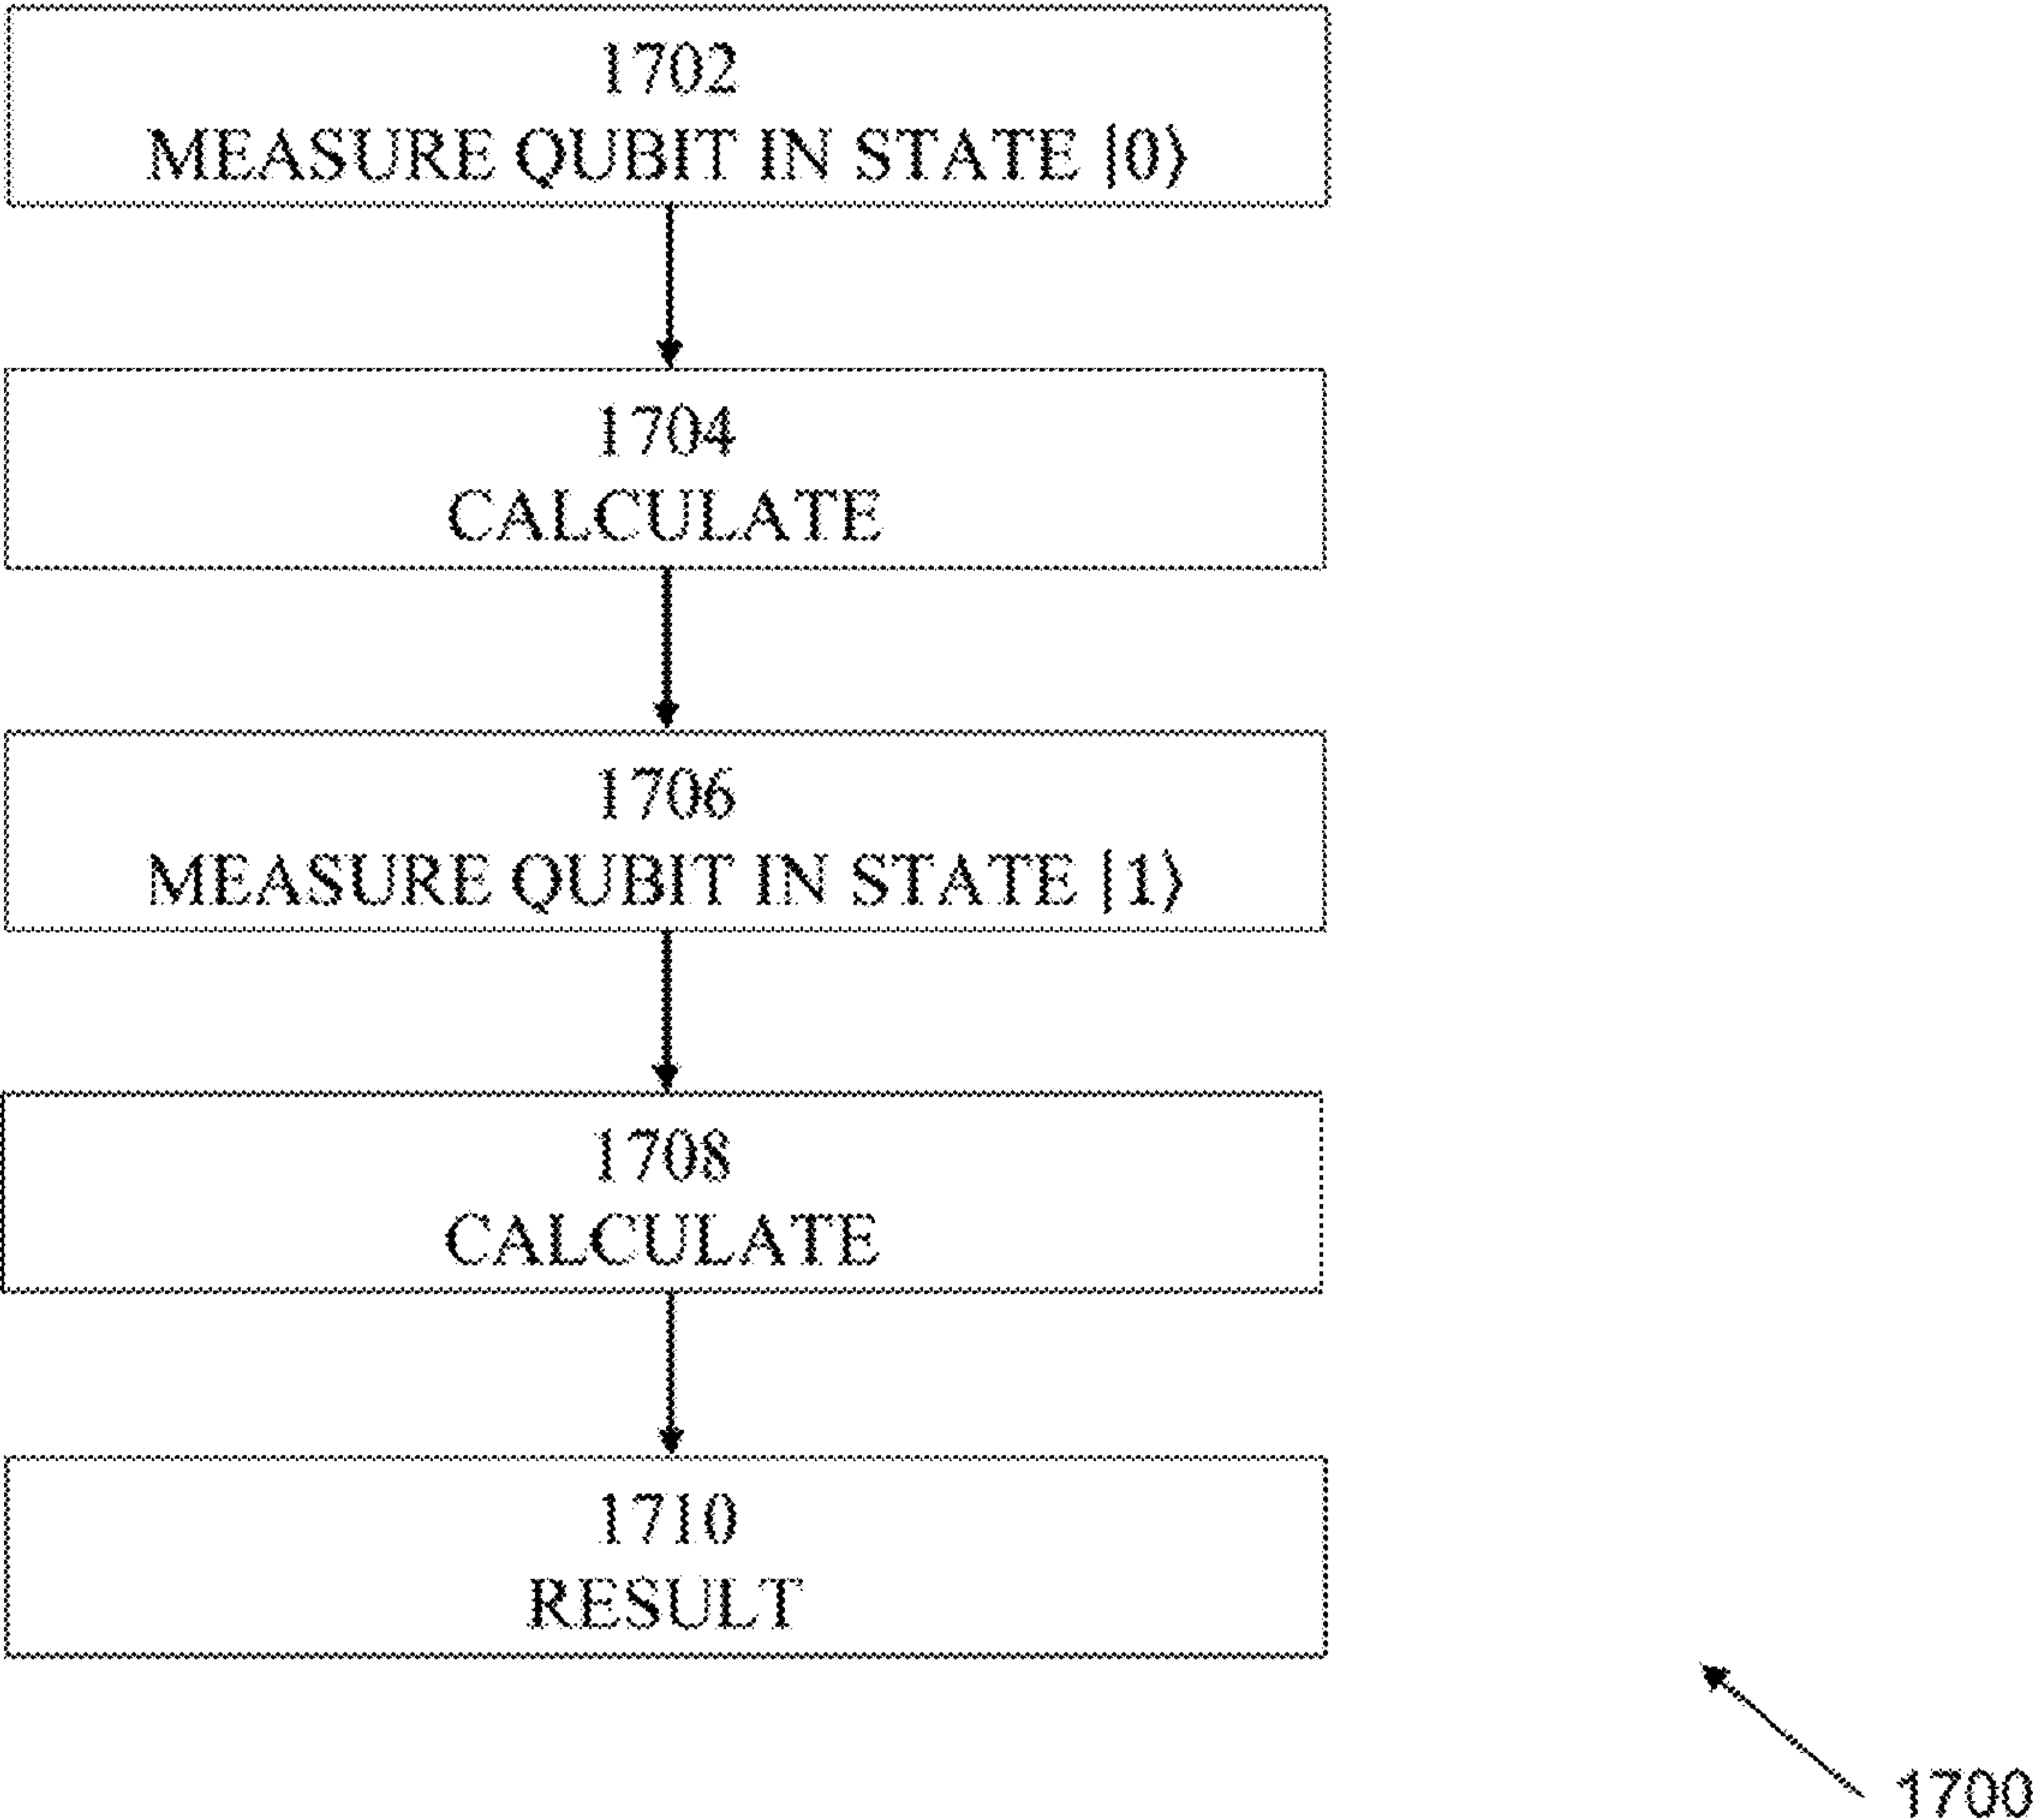 1702
MEASURE QUBIT IN STATE |0⟩
1704
CALCULATE
1706
MEASURE QUBIT IN STATE |1⟩
1708
CALCULATE
1710
RESULT
1700